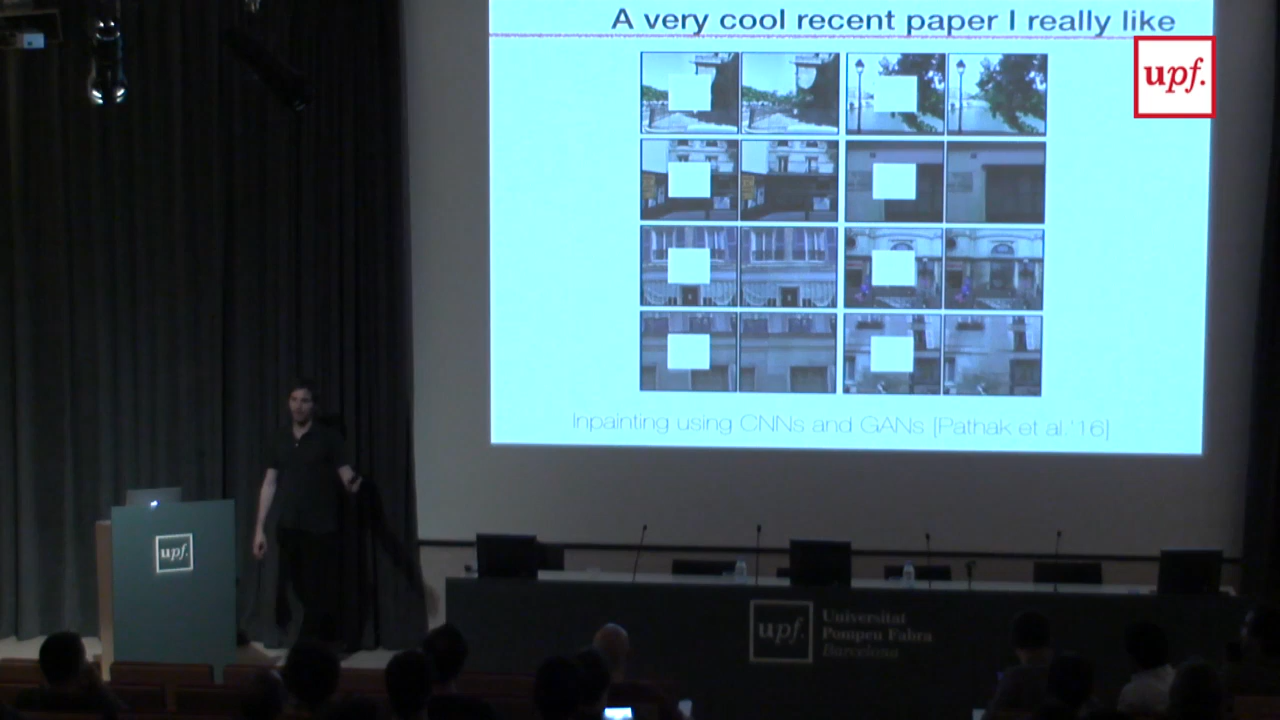 A very cool recent paper I really like
upf.
Inpainting using CNNs and GANs [Pathak et al.'16]
upf.
upf.
Universitat
Pompeu Fabra
Barcelona